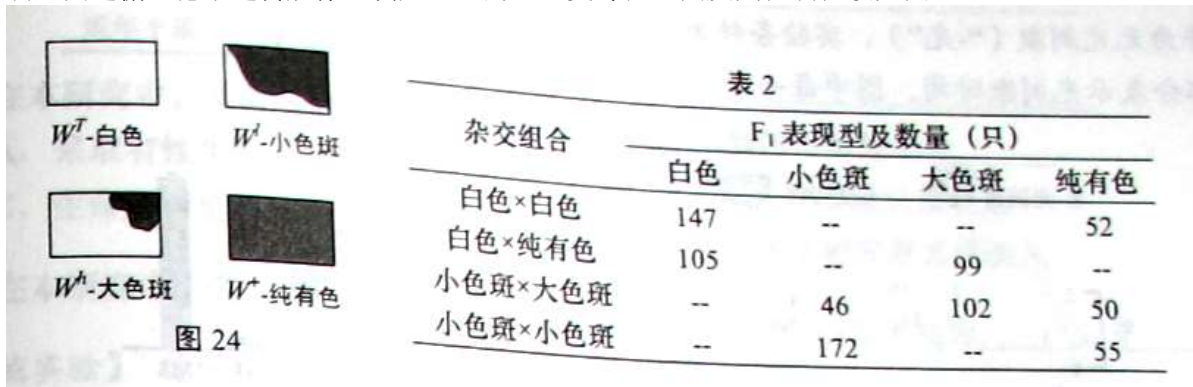 W^T-白色 W^l-小色斑
W^h-大色斑 W^+-纯有色
图 24
表 2
杂交组合 F₁表现型及数量（只）
白色 小色斑 大色斑 纯有色
白色×白色 147 -- -- 52
白色×纯有色 105 -- 99 --
小色斑×大色斑 -- 46 102 50
小色斑×小色斑 -- 172 -- 55